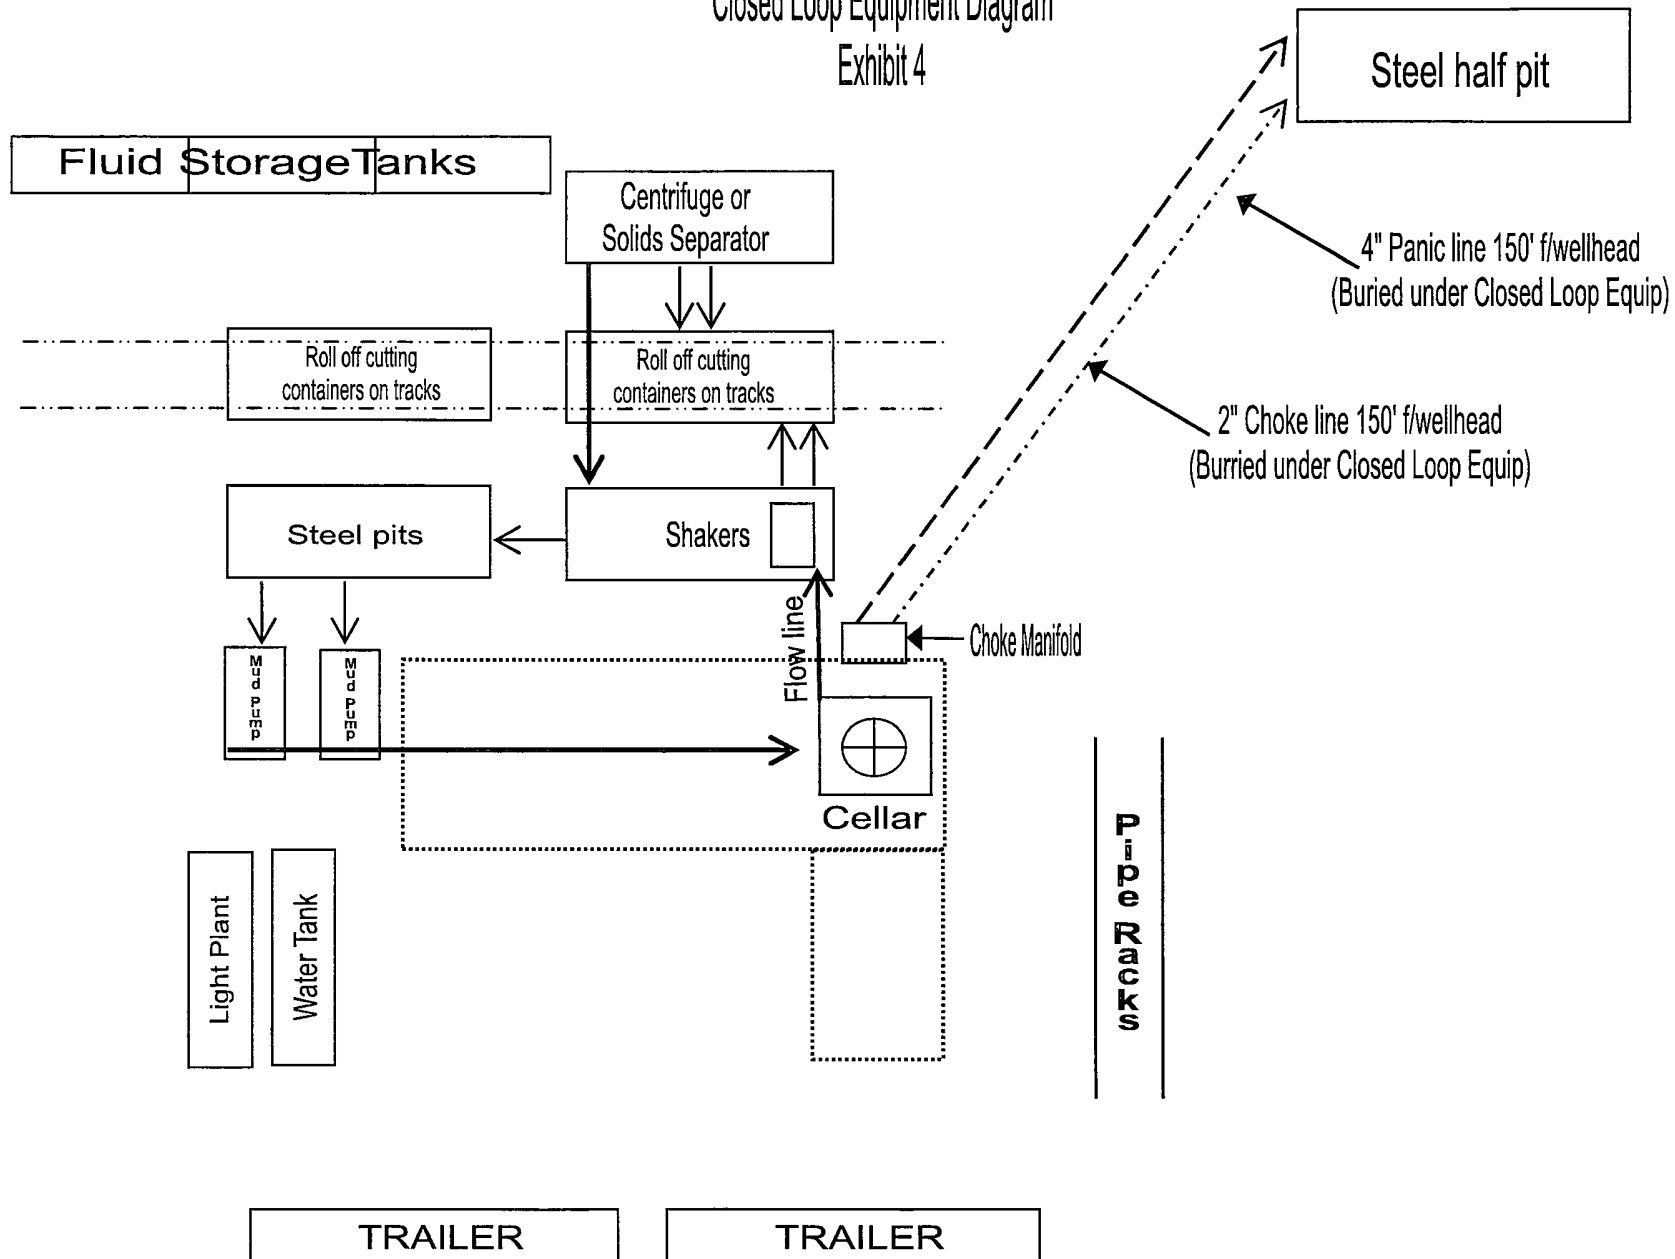 Closed Loop Equipment Diagram
Exhibit 4
Steel half pit
Fluid StorageTanks
Centrifuge or
Solids Separator
4" Panic line 150' f/wellhead
(Buried under Closed Loop Equip)
Roll off cutting
containers on tracks
Roll off cutting
containers on tracks
2" Choke line 150' f/wellhead
(Burried under Closed Loop Equip)
Steel pits
Shakers
Flow line
Choke Manifold
Mud Pump
Mud Pump
Cellar
Pipe Racks
Light Plant
Water Tank
TRAILER
TRAILER